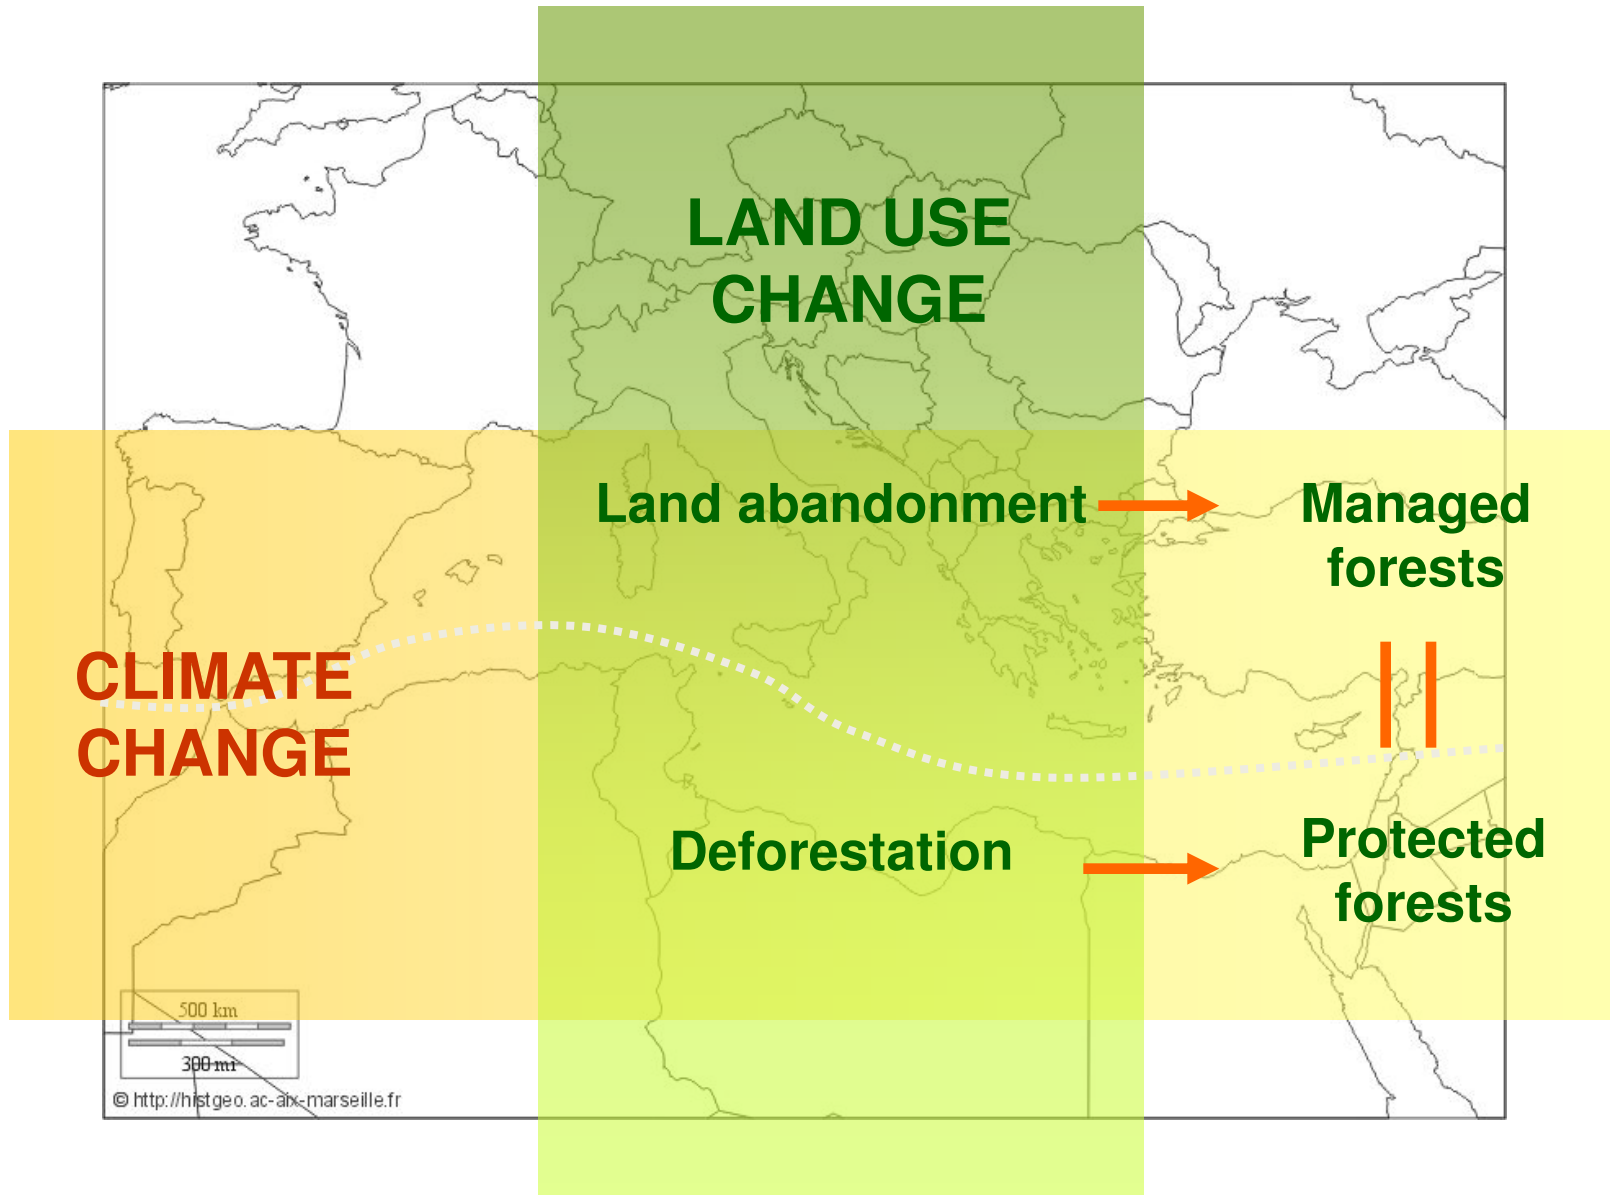 LAND USE
CHANGE
Land abandonment
Managed
forests
CLIMATE
CHANGE
Deforestation
Protected
forests
500 km
300 mi
© http://histgeo.ac-aix-marseille.fr